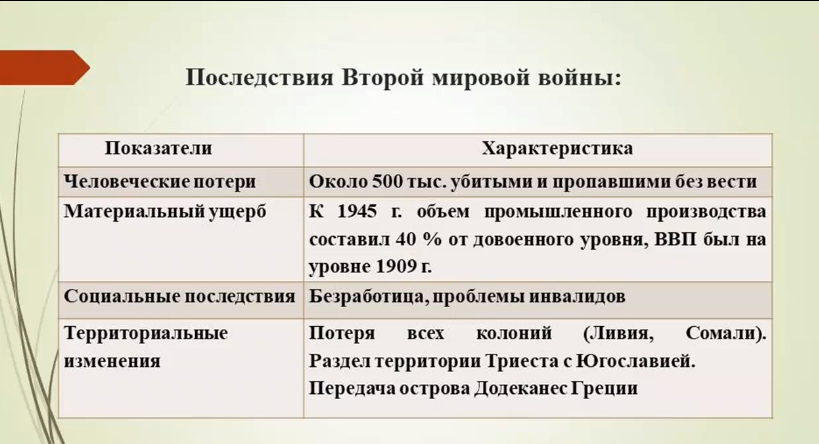 Последствия Второй мировой войны:
Показатели
Характеристика
Человеческие потери
Около 500 тыс. убитыми и пропавшими без вести
Материальный ущерб
К 1945 г. объем промышленного производства
составил 40 % от довоенного уровня, ВВП был на
уровне 1909 г.
Социальные последствия
Безработица, проблемы инвалидов
Территориальные
изменения
Потеря всех колоний (Ливия, Сомали).
Раздел территории Триеста с Югославией.
Передача острова Додеканес Греции